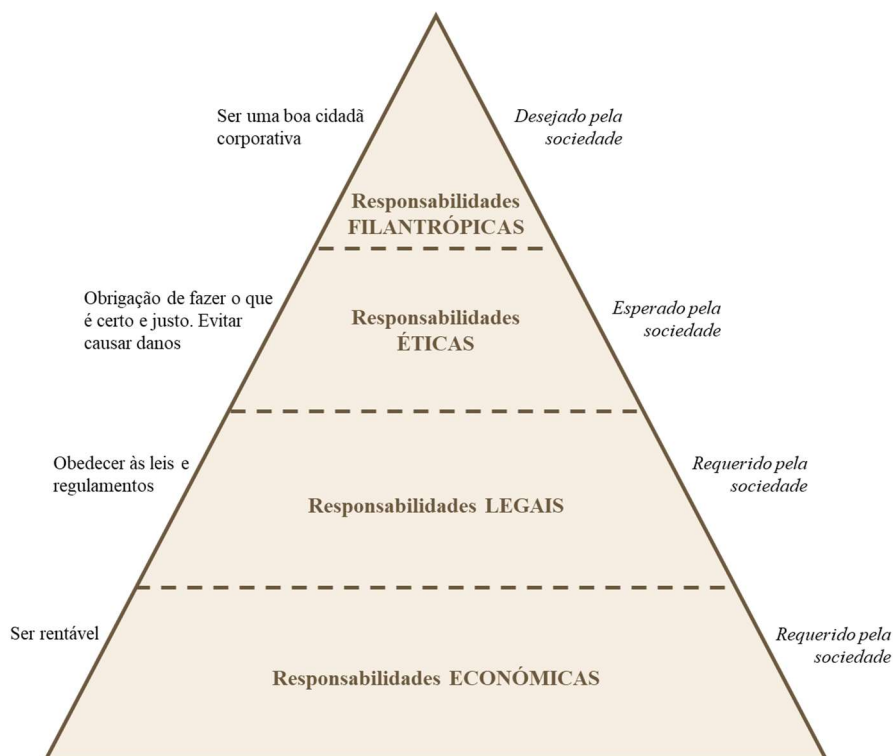 Ser uma boa cidadã
corporativa
Desejado pela
sociedade
Responsabilidades
FILANTRÓPICAS
Obrigação de fazer o que
é certo e justo. Evitar
causar danos
Responsabilidades
ÉTICAS
Esperado pela
sociedade
Obedecer às leis e
regulamentos
Responsabilidades LEGAIS
Requerido pela
sociedade
Ser rentável
Responsabilidades ECONÓMICAS
Requerido pela
sociedade